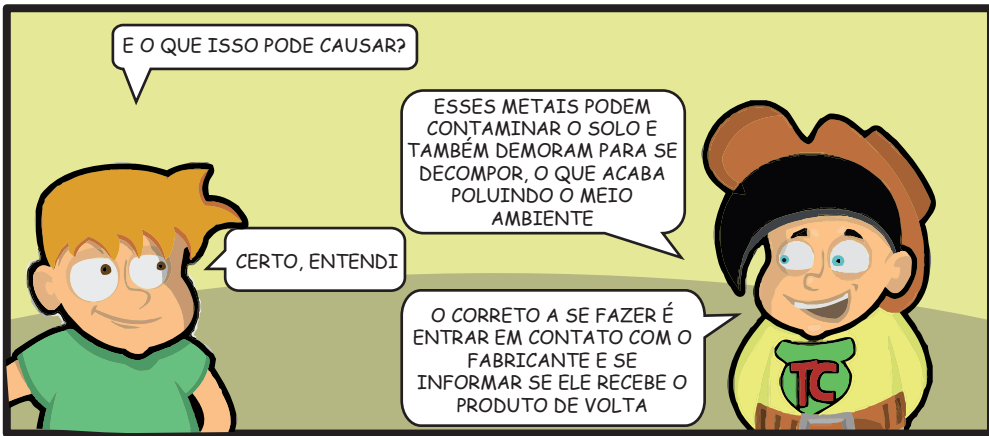 E O QUE ISSO PODE CAUSAR?
ESSES METAIS PODEM
CONTAMINAR O SOLO E
TAMBÉM DEMORAM PARA SE
DECOMPOR, O QUE ACABA
POLUINDO O MEIO
AMBIENTE
CERTO, ENTENDI
O CORRETO A SE FAZER É
ENTRAR EM CONTATO COM O
FABRICANTE E SE
INFORMAR SE ELE RECEBE O
PRODUTO DE VOLTA
TC